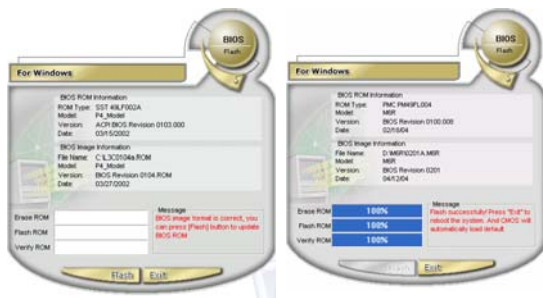 BIOS
Flash
For Windows
BIOS ROM Information
ROM Type: SST 49LF002A
Model: P4_Model
Version: ACPI BIOS Revision 0103.000
Date: 03/15/2002
BIOS Image Information
File Name: C:\L3C0104a.ROM
Model: P4_Model
Version: BIOS Revision 0104.ROM
Date: 03/27/2002
Erase ROM
Flash ROM
Verify ROM
Message
BIOS image format is correct, you
can press [Flash] button to update
BIOS ROM
Flash Exit
BIOS
Flash
For Windows
BIOS ROM Information
ROM Type: PMC PM49FL004
Model: M6R
Version: BIOS Revision 0100.008
Date: 02/16/04
BIOS Image Information
File Name: D:\M6R\0201A.M6R
Model: M6R
Version: BIOS Revision 0201
Date: 04/12/04
Erase ROM 100%
Flash ROM 100%
Verify ROM 100%
Message
Flash successfully! Press "Exit" to
reboot the system. And CMOS will
automatically load default.
Flash Exit